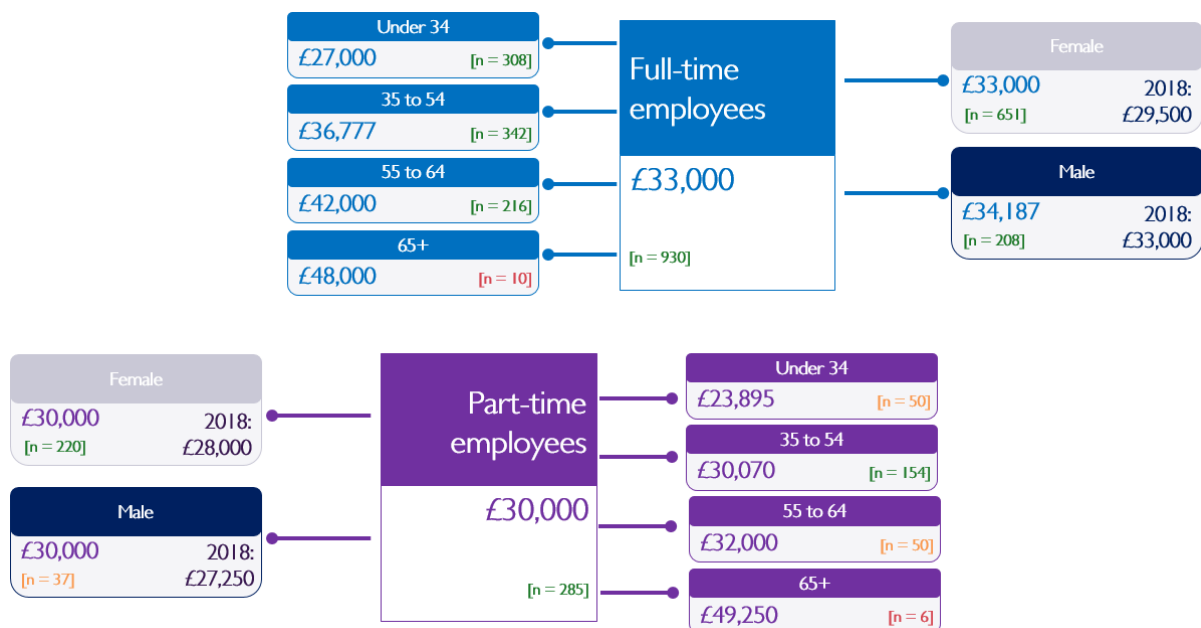 Under 34
£27,000 [n = 308]
35 to 54
£36,777 [n = 342]
55 to 64
£42,000 [n = 216]
65+
£48,000 [n = 10]
Full-time
employees
£33,000
[n = 930]
Female
£33,000 2018:
[n = 651] £29,500
Male
£34,187 2018:
[n = 208] £33,000
Female
£30,000 2018:
[n = 220] £28,000
Male
£30,000 2018:
[n = 37] £27,250
Part-time
employees
£30,000
[n = 285]
Under 34
£23,895 [n = 50]
35 to 54
£30,070 [n = 154]
55 to 64
£32,000 [n = 50]
65+
£49,250 [n = 6]